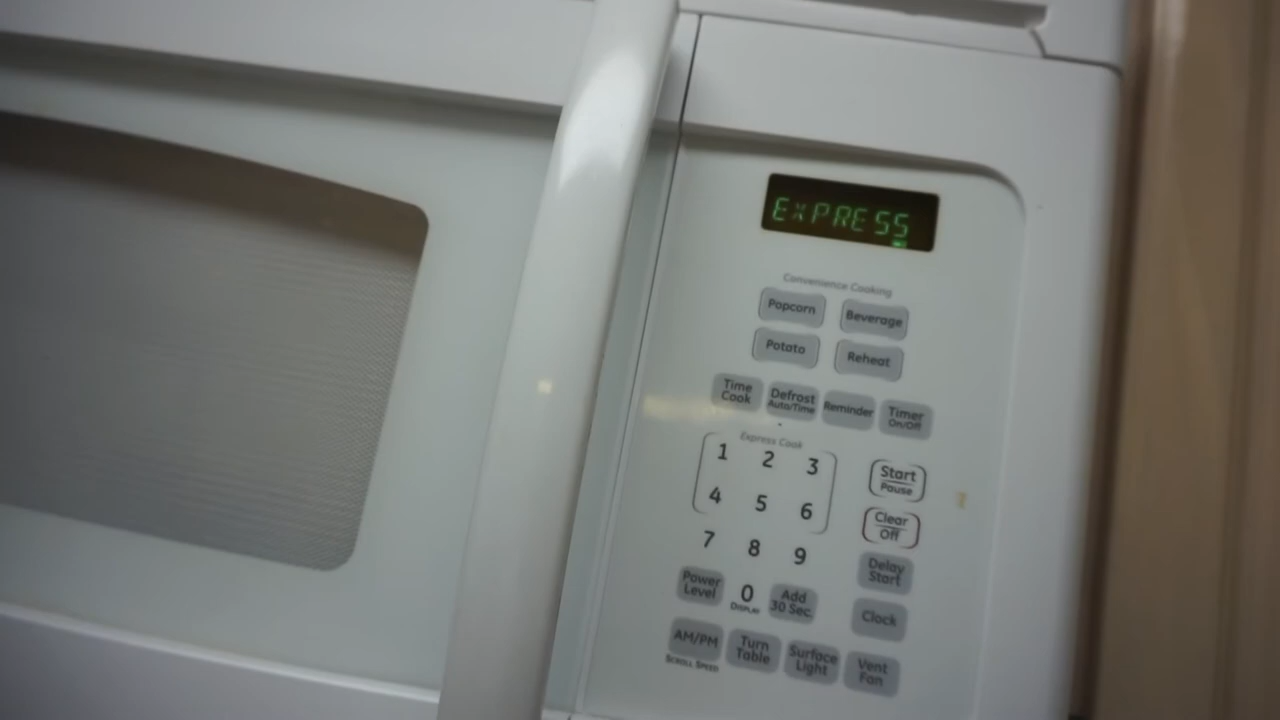 EXPRESS
Convenience Cooking
Popcorn Beverage
Potato Reheat
Time Cook Defrost Auto/Time Reminder Timer On/Off
Express Cook
1 2 3
Start Pause
4 5 6
Clear Off
7 8 9
Delay Start
Power Level 0 DISPLAY Add 30 Sec.
Clock
AM/PM SCROLL SPEED Turn Table Surface Light Vent Fan